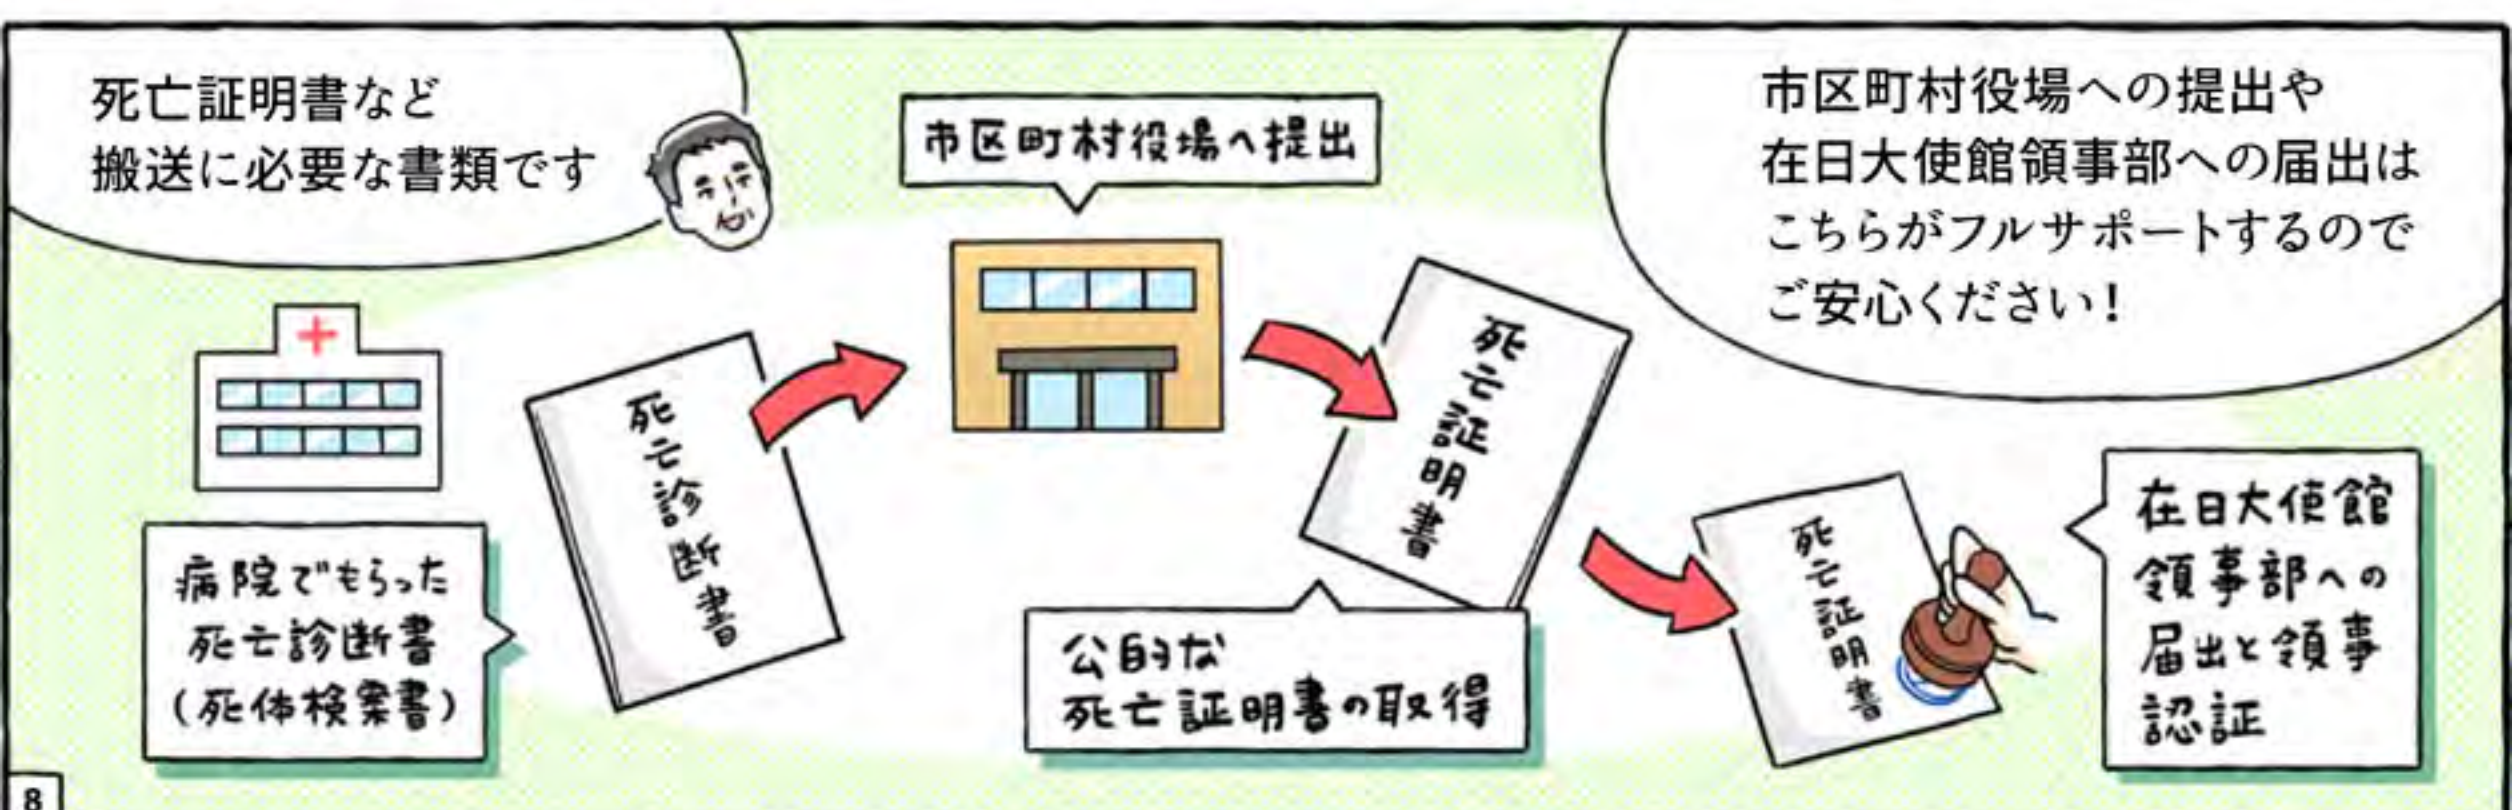 死亡証明書など
搬送に必要な書類です
市区町村役場へ提出
市区町村役場への提出や
在日大使館領事部への届出は
こちらがフルサポートするので
ご安心ください！
病院でもらった
死亡診断書
（死体検案書）
死亡診断書
死亡証明書
公的な
死亡証明書の取得
死亡証明書
在日大使館
領事部への
届出と領事
認証
8